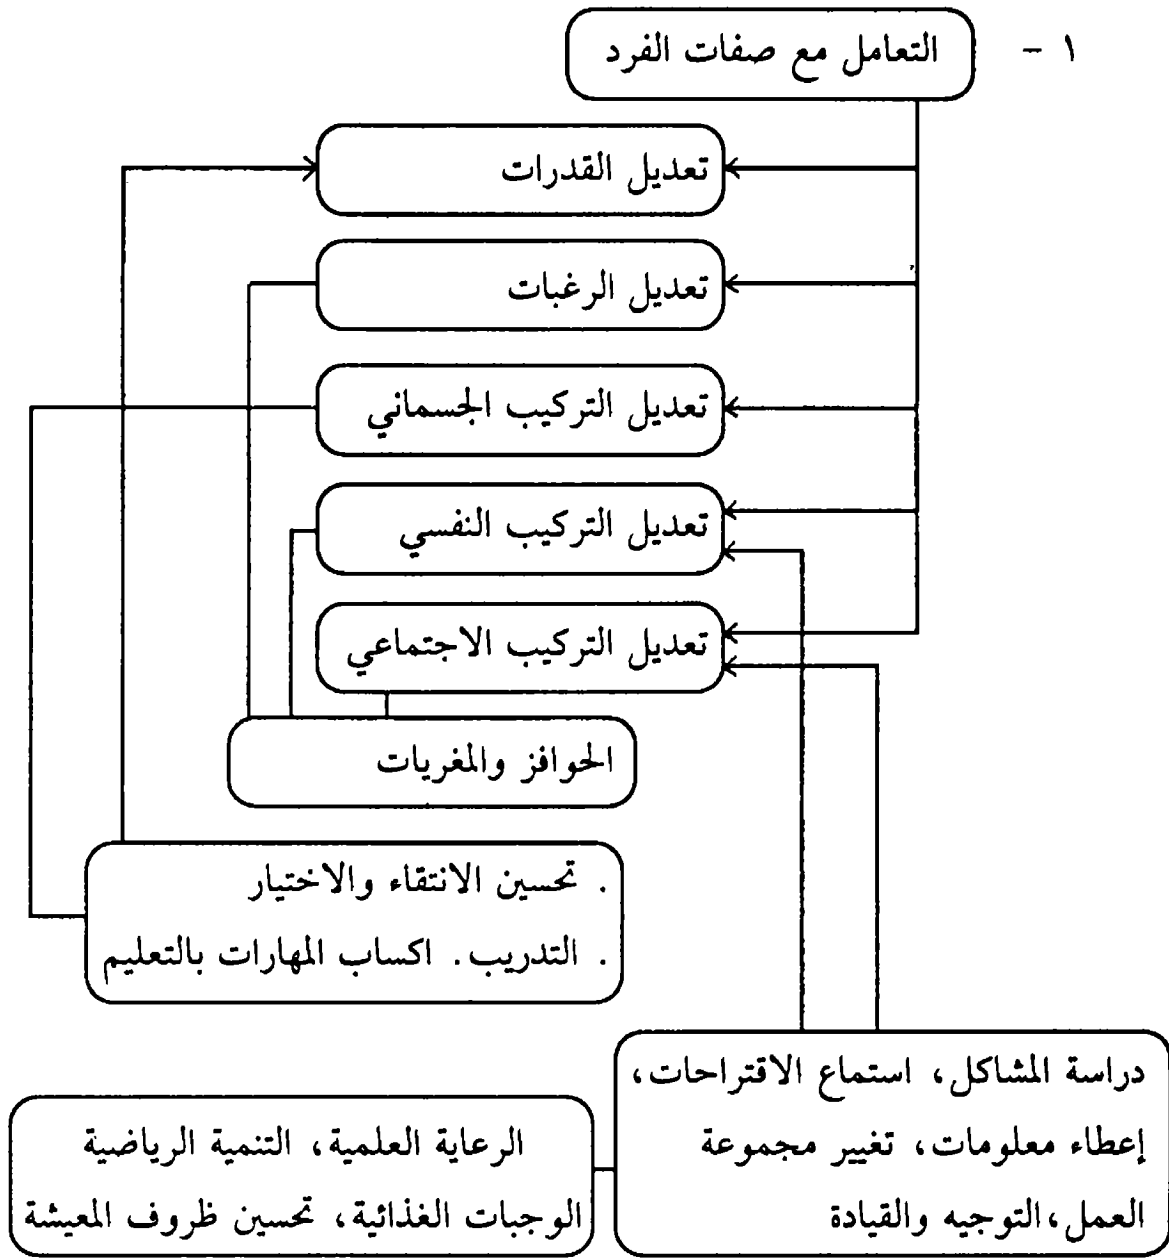 ١ - التعامل مع صفات الفرد
تعديل القدرات
تعديل الرغبات
تعديل التركيب الجسماني
تعديل التركيب النفسي
تعديل التركيب الاجتماعي
الحوافز والمغريات
. تحسين الانتقاء والاختيار
. التدريب . اكساب المهارات بالتعليم
دراسة المشاكل، استماع الاقتراحات،
إعطاء معلومات، تغيير مجموعة
العمل،التوجيه والقيادة
الرعاية العلمية، التنمية الرياضية
الوجبات الغذائية، تحسين ظروف المعيشة